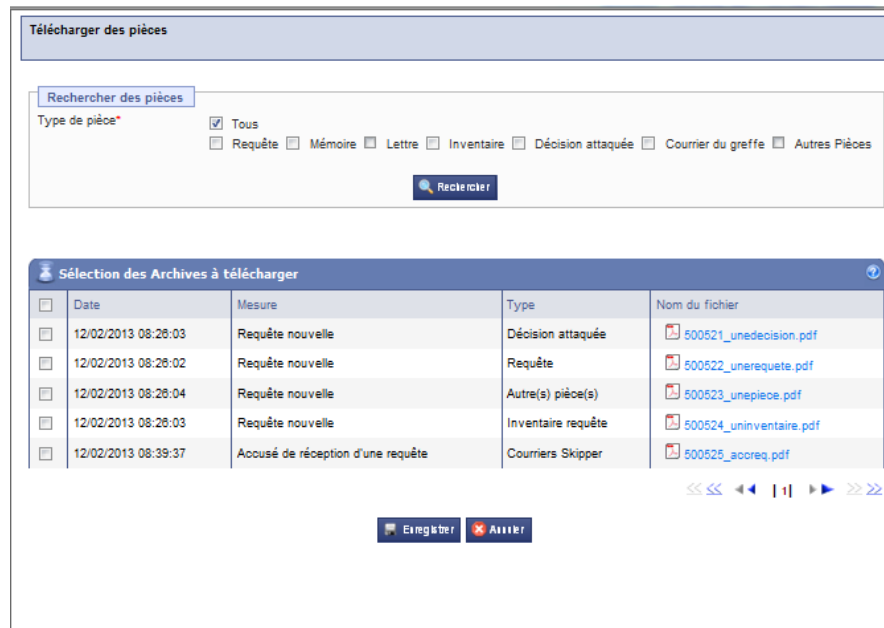 Télécharger des pièces
Rechercher des pièces
Type de pièce* Tous
Requête Mémoire Lettre Inventaire Décision attaquée Courrier du greffe Autres Pièces
Rechercher
Sélection des Archives à télécharger
Date Mesure Type Nom du fichier
12/02/2013 08:26:03 Requête nouvelle Décision attaquée 500521_unedecision.pdf
12/02/2013 08:26:02 Requête nouvelle Requête 500522_unerequete.pdf
12/02/2013 08:26:04 Requête nouvelle Autre(s) pièce(s) 500523_unepiece.pdf
12/02/2013 08:26:03 Requête nouvelle Inventaire requête 500524_uninventaire.pdf
12/02/2013 08:39:37 Accusé de réception d'une requête Courriers Skipper 500525_accreq.pdf
|1|
Enregistrer Annuler